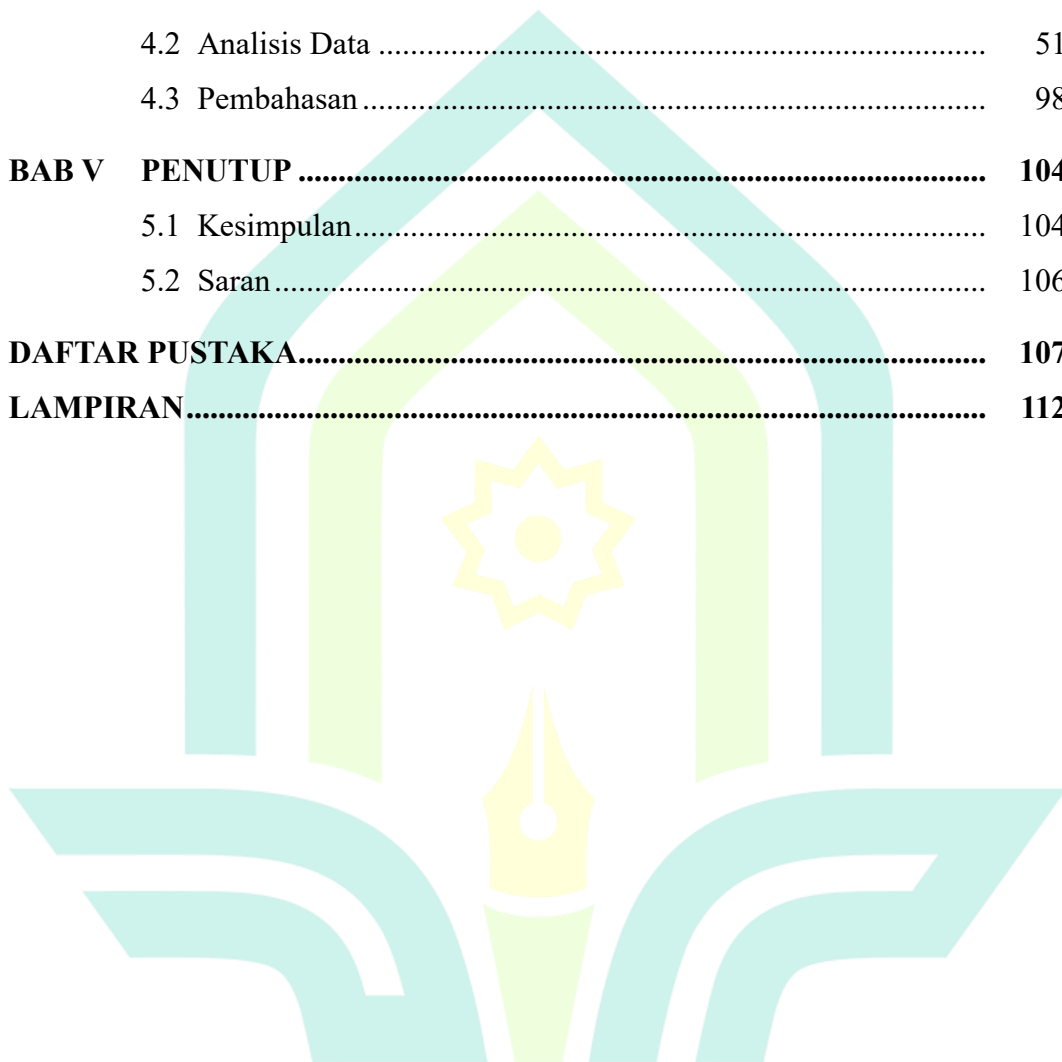 4.2 Analisis Data ........................................................................... 51
4.3 Pembahasan ............................................................................. 98
BAB V PENUTUP ..................................................................................... 104
5.1 Kesimpulan.............................................................................. 104
5.2 Saran ........................................................................................ 106
DAFTAR PUSTAKA..................................................................................... 107
LAMPIRAN................................................................................................... 112